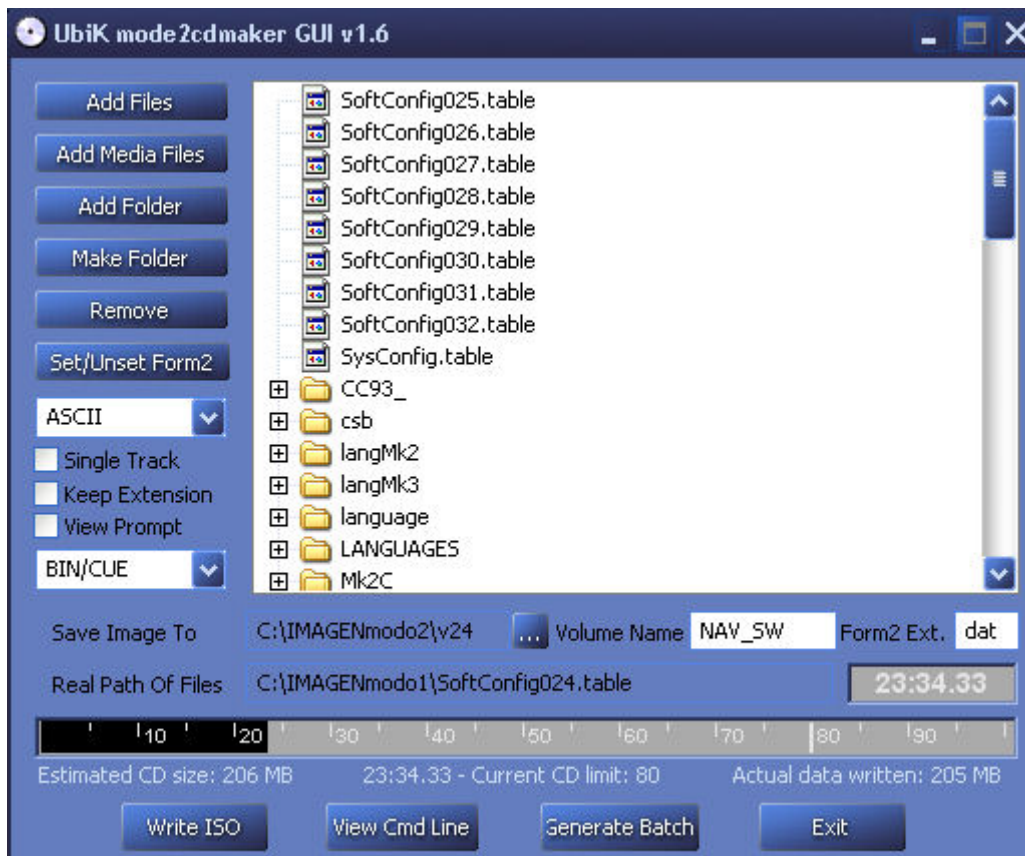 UbiK mode2cdmaker GUI v1.6
Add Files
Add Media Files
Add Folder
Make Folder
Remove
Set/Unset Form2
ASCII
Single Track
Keep Extension
View Prompt
BIN/CUE
SoftConfig025.table
SoftConfig026.table
SoftConfig027.table
SoftConfig028.table
SoftConfig029.table
SoftConfig030.table
SoftConfig031.table
SoftConfig032.table
SysConfig.table
CC93_
csb
langMk2
langMk3
language
LANGUAGES
Mk2C
Save Image To C:\IMAGENmodo2\v24 ... Volume Name NAV_SW Form2 Ext. dat
Real Path Of Files C:\IMAGENmodo1\SoftConfig024.table 23:34.33
10 20 30 40 50 60 70 80 90
Estimated CD size: 206 MB 23:34.33 - Current CD limit: 80 Actual data written: 205 MB
Write ISO View Cmd Line Generate Batch Exit